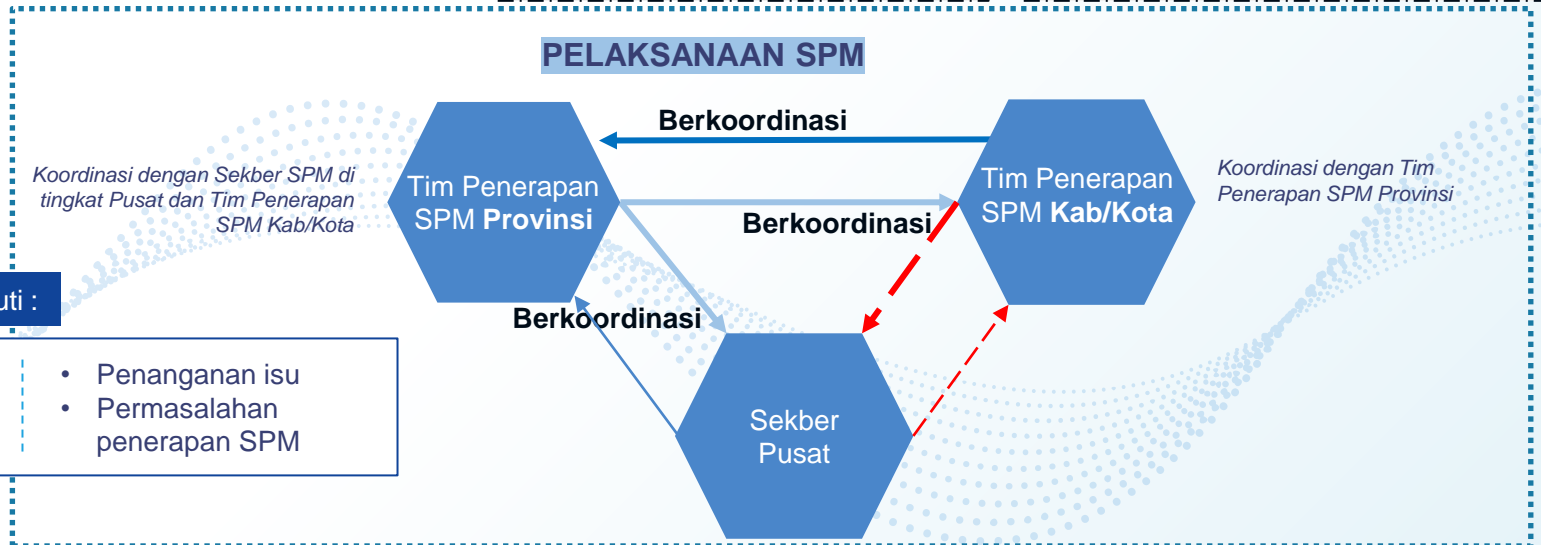 PELAKSANAAN SPM
Berkoordinasi
Koordinasi dengan Sekber SPM di
tingkat Pusat dan Tim Penerapan
SPM Kab/Kota
Tim Penerapan
SPM Provinsi
Tim Penerapan
SPM Kab/Kota
Koordinasi dengan Tim
Penerapan SPM Provinsi
Berkoordinasi
uti :
Berkoordinasi
• Penanganan isu
• Permasalahan
penerapan SPM
Sekber
Pusat